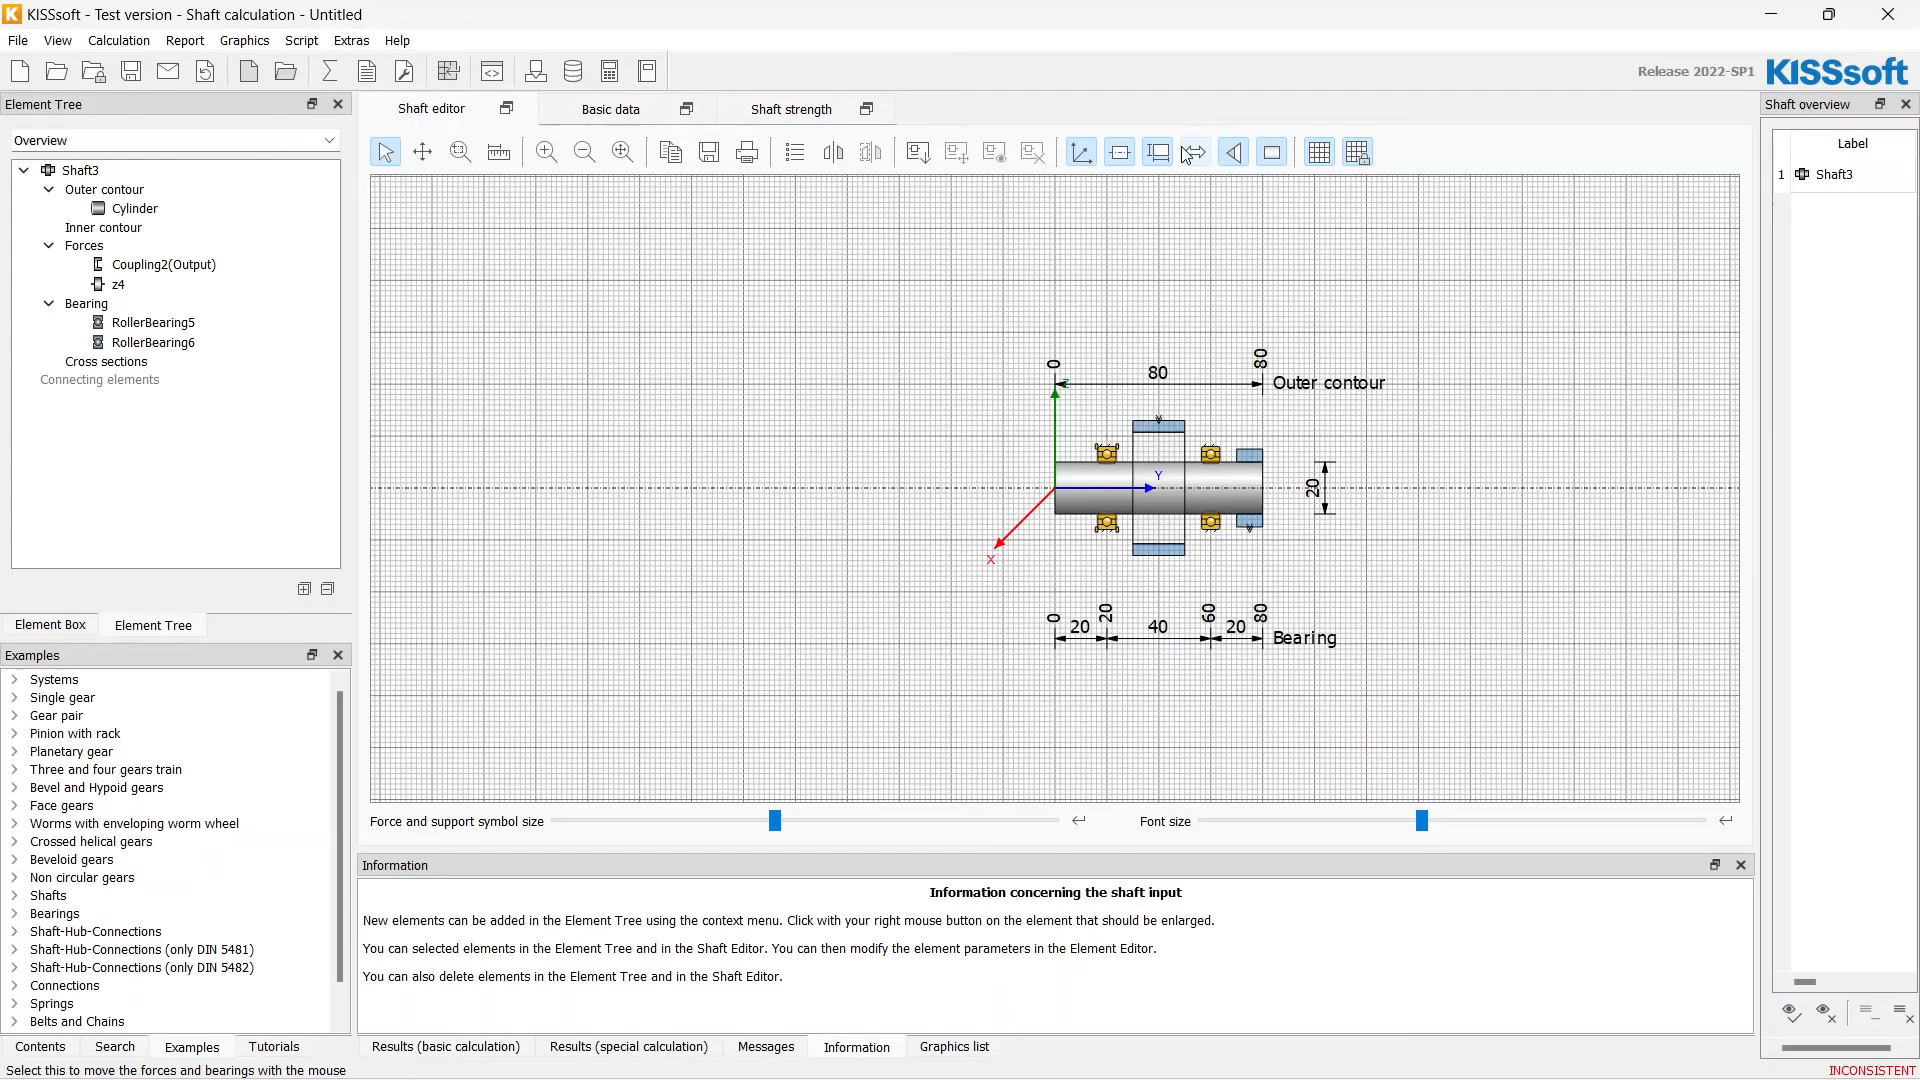 KISSsoft - Test version - Shaft calculation - Untitled
File View Calculation Report Graphics Script Extras Help
Release 2022-SP1 KISSsoft
Element Tree
Overview
Shaft3
Outer contour
Cylinder
Inner contour
Forces
Coupling2(Output)
z4
Bearing
RollerBearing5
RollerBearing6
Cross sections
Connecting elements
Element Box Element Tree
Examples
Systems
Single gear
Gear pair
Pinion with rack
Planetary gear
Three and four gears train
Bevel and Hypoid gears
Face gears
Worms with enveloping worm wheel
Crossed helical gears
Beveloid gears
Non circular gears
Shafts
Bearings
Shaft-Hub-Connections
Shaft-Hub-Connections (only DIN 5481)
Shaft-Hub-Connections (only DIN 5482)
Connections
Springs
Belts and Chains
Contents Search Examples Tutorials
Select this to move the forces and bearings with the mouse
Shaft editor Basic data Shaft strength
0 80 80 Outer contour
Z
Y
X
20
0 20 20 40 60 20 80 Bearing
Force and support symbol size Font size
Information
Information concerning the shaft input
New elements can be added in the Element Tree using the context menu. Click with your right mouse button on the element that should be enlarged.
You can selected elements in the Element Tree and in the Shaft Editor. You can then modify the element parameters in the Element Editor.
You can also delete elements in the Element Tree and in the Shaft Editor.
Results (basic calculation) Results (special calculation) Messages Information Graphics list
Shaft overview
Label
1 Shaft3
INCONSISTENT